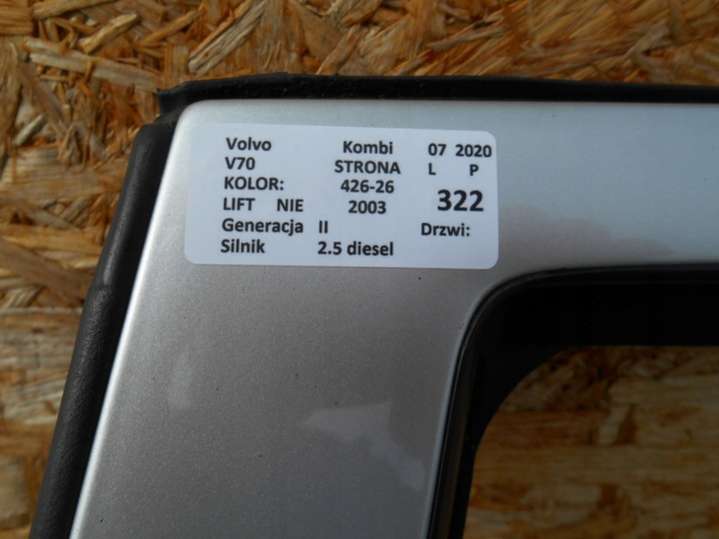 Volvo Kombi 07 2020
V70 STRONA L P
KOLOR: 426-26
LIFT NIE 2003 322
Generacja II Drzwi:
Silnik 2.5 diesel